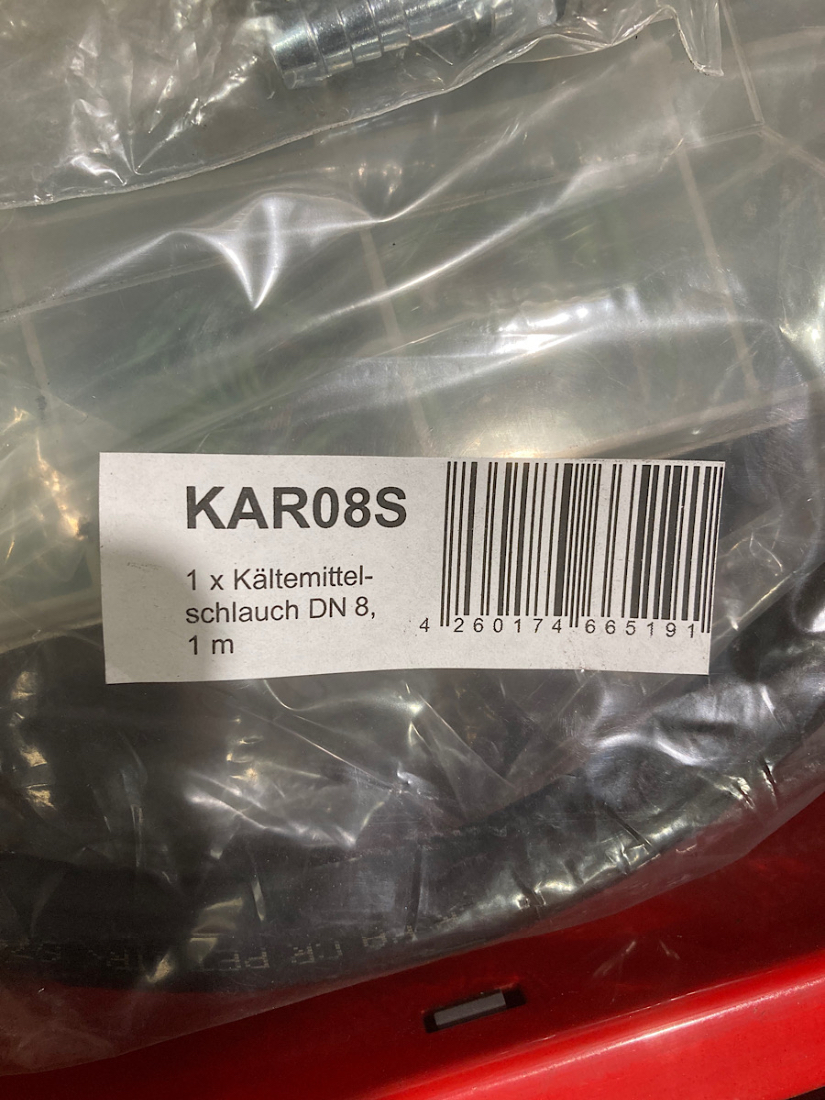 KAR08S
1 x Kältemittel-
schlauch DN 8,
1 m
4 260174 665191